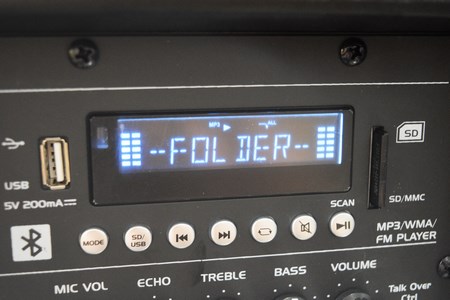 MP3 ALL
--FOLDER--
SD
USB
5V 200mA
SD/MMC
SCAN
MODE
SD/
USB
MP3/WMA/
FM PLAYER
MIC VOL ECHO TREBLE BASS VOLUME
Talk Over
Ctrl